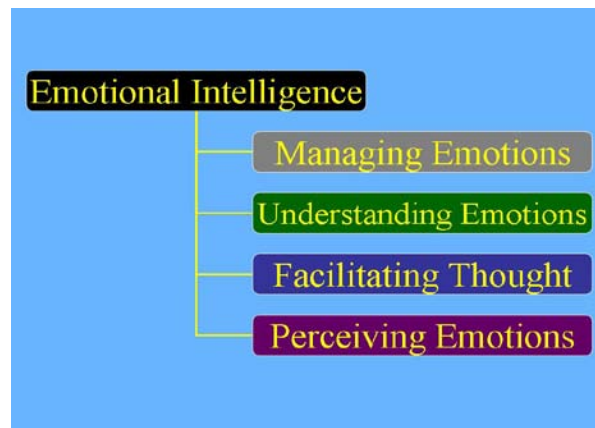 Emotional Intelligence
Managing Emotions
Understanding Emotions
Facilitating Thought
Perceiving Emotions